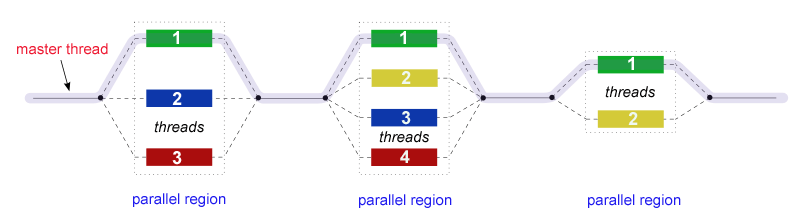 master thread
1
2
threads
3
parallel region
1
2
3
threads
4
parallel region
1
threads
2
parallel region